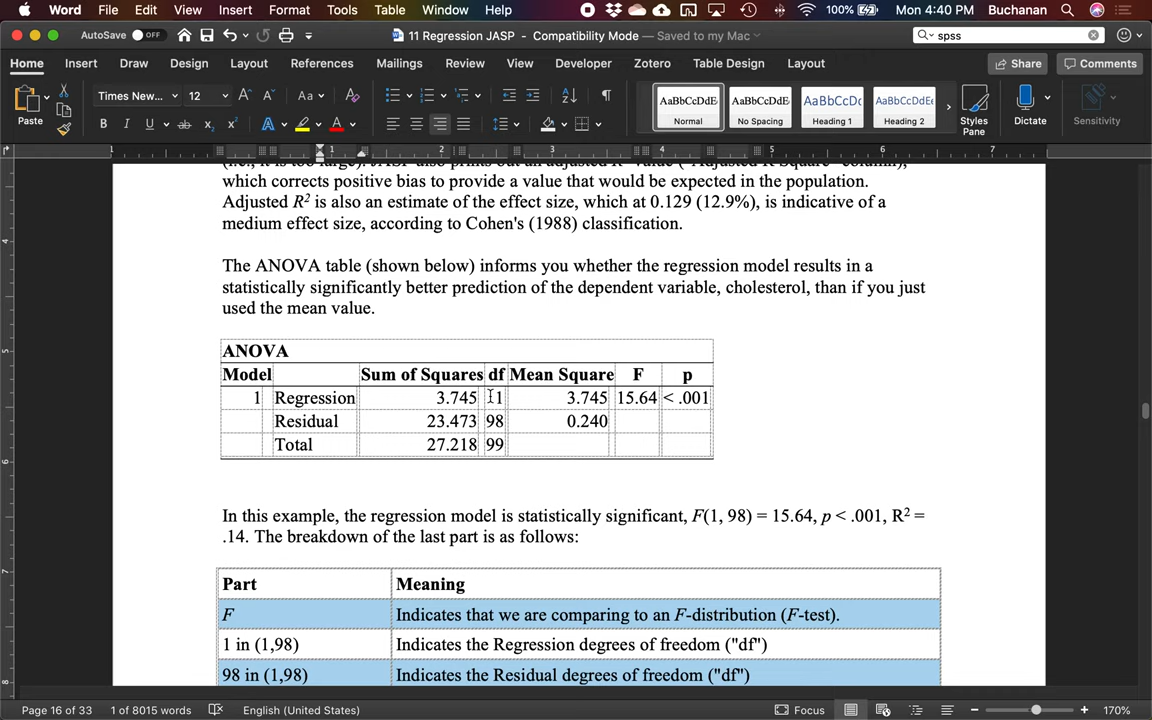 Word File Edit View Insert Format Tools Table Window Help 100% Mon 4:40 PM Buchanan
AutoSave OFF 11 Regression JASP - Compatibility Mode — Saved to my Mac spss
Home Insert Draw Design Layout References Mailings Review View Developer Zotero Table Design Layout Share Comments
Times New... 12 Aa
Paste
AaBbCcDdE AaBbCcDdE AaBbCcDc AaBbCcDdEe
Normal No Spacing Heading 1 Heading 2
Styles Pane Dictate Sensitivity
which corrects positive bias to provide a value that would be expected in the population.
Adjusted R² is also an estimate of the effect size, which at 0.129 (12.9%), is indicative of a
medium effect size, according to Cohen's (1988) classification.
The ANOVA table (shown below) informs you whether the regression model results in a
statistically significantly better prediction of the dependent variable, cholesterol, than if you just
used the mean value.
ANOVA
Model Sum of Squares df Mean Square F p
1 Regression 3.745 1 3.745 15.64 < .001
Residual 23.473 98 0.240
Total 27.218 99
In this example, the regression model is statistically significant, F(1, 98) = 15.64, p < .001, R² =
.14. The breakdown of the last part is as follows:
Part Meaning
F Indicates that we are comparing to an F-distribution (F-test).
1 in (1,98) Indicates the Regression degrees of freedom ("df")
98 in (1,98) Indicates the Residual degrees of freedom ("df")
Page 16 of 33 1 of 8015 words English (United States) Focus 170%